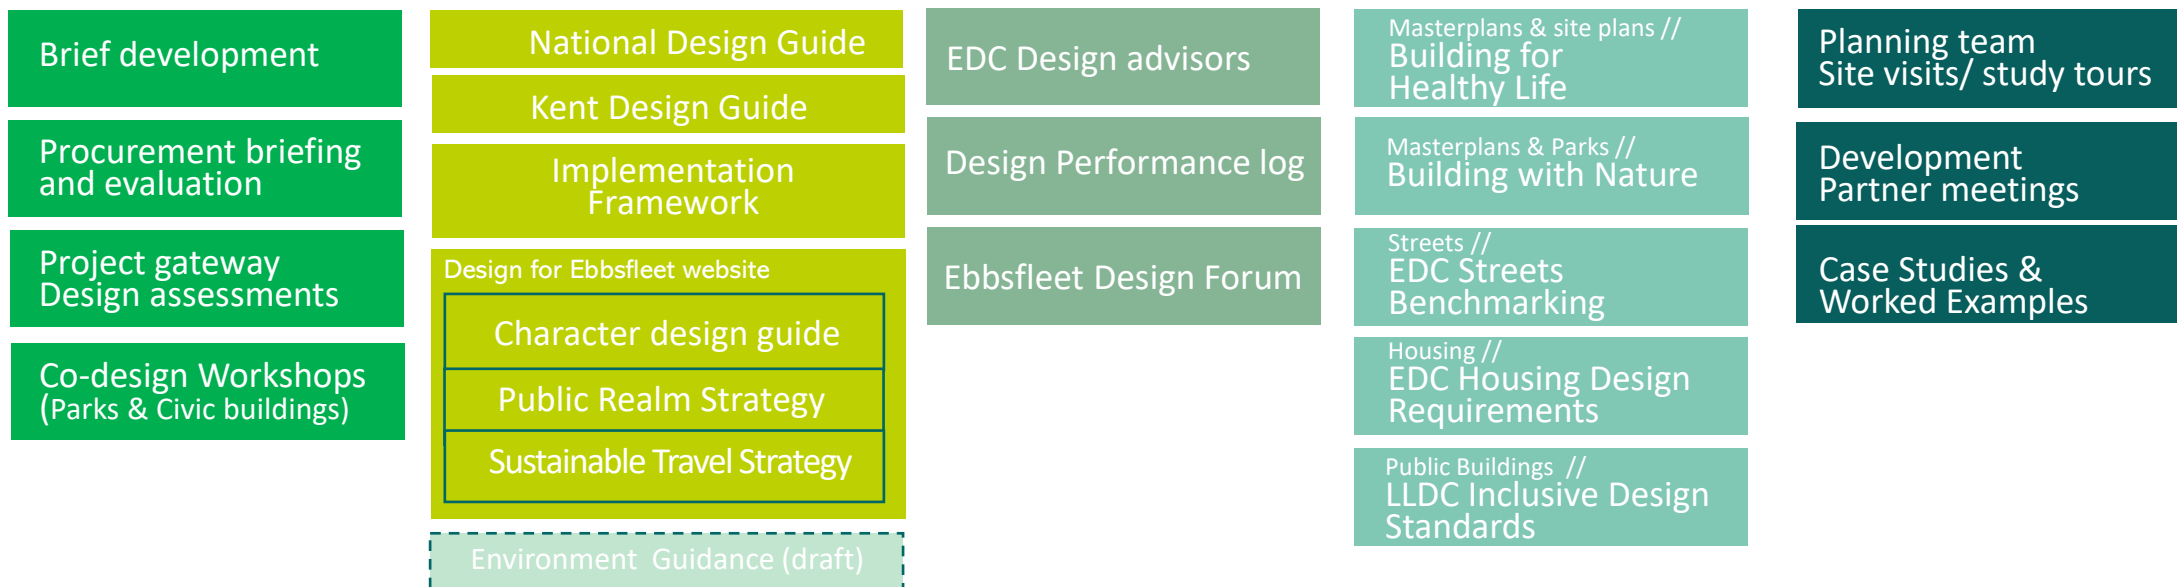 Brief development
Procurement briefing
and evaluation
Project gateway
Design assessments
Co-design Workshops
(Parks & Civic buildings)
National Design Guide
Kent Design Guide
Implementation
Framework
Design for Ebbsfleet website
Character design guide
Public Realm Strategy
Sustainable Travel Strategy
Environment Guidance (draft)
EDC Design advisors
Design Performance log
Ebbsfleet Design Forum
Masterplans & site plans //
Building for
Healthy Life
Masterplans & Parks //
Building with Nature
Streets //
EDC Streets
Benchmarking
Housing //
EDC Housing Design
Requirements
Public Buildings //
LLDC Inclusive Design
Standards
Planning team
Site visits/ study tours
Development
Partner meetings
Case Studies &
Worked Examples